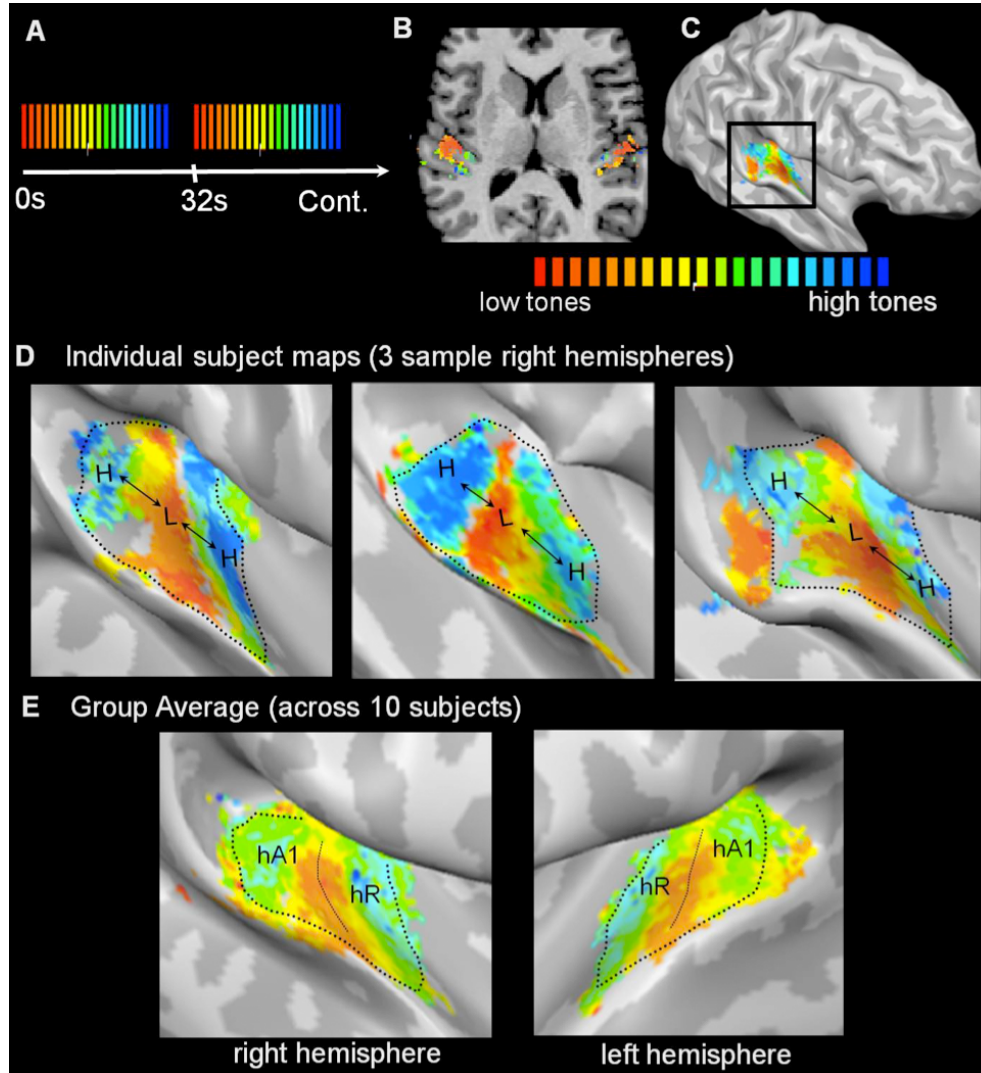 A
B
C
0s
32s
Cont.
low tones
high tones
D Individual subject maps (3 sample right hemispheres)
H
L
H
H
L
H
H
L
H
E Group Average (across 10 subjects)
hA1
hR
hR
hA1
right hemisphere
left hemisphere